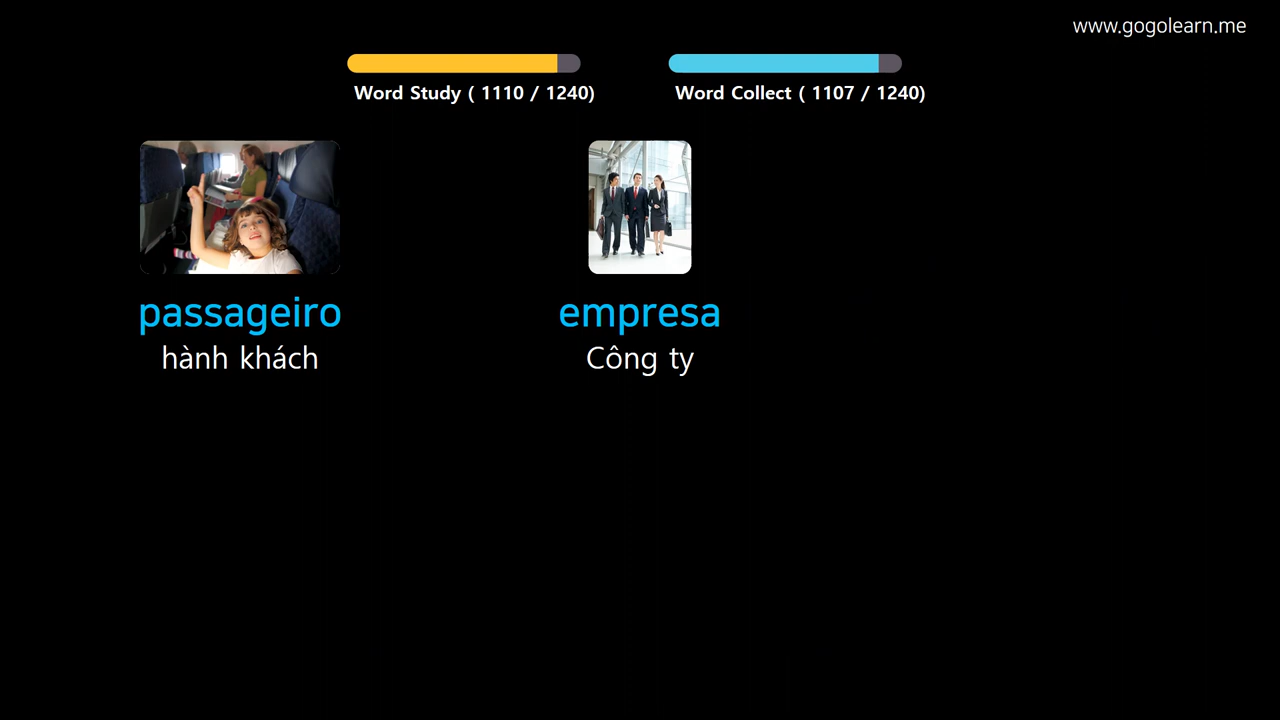 www.gogolearn.me
Word Study ( 1110 / 1240)
Word Collect ( 1107 / 1240)
passageiro
hành khách
empresa
Công ty